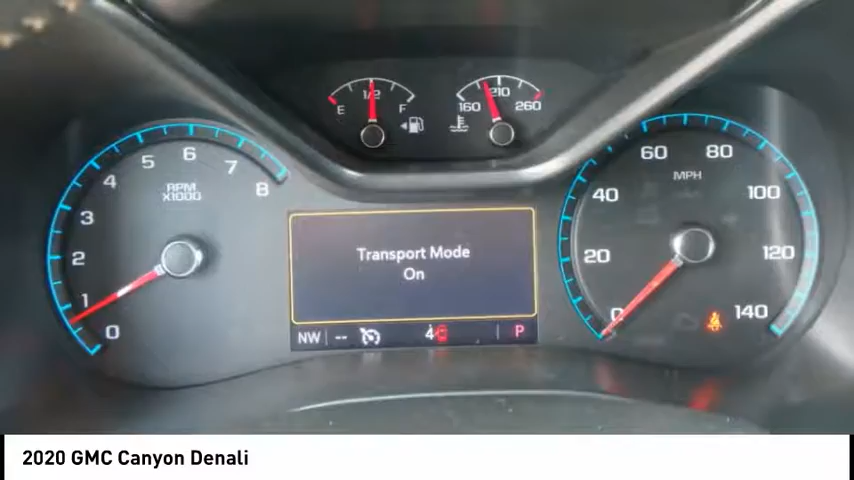 E 1/2 F
160 210 260
0 1 2 3 4 5 6 7 8
RPM
X1000
0 20 40 60 80 100 120 140
MPH
Transport Mode
On
NW -- 4 P
2020 GMC Canyon Denali